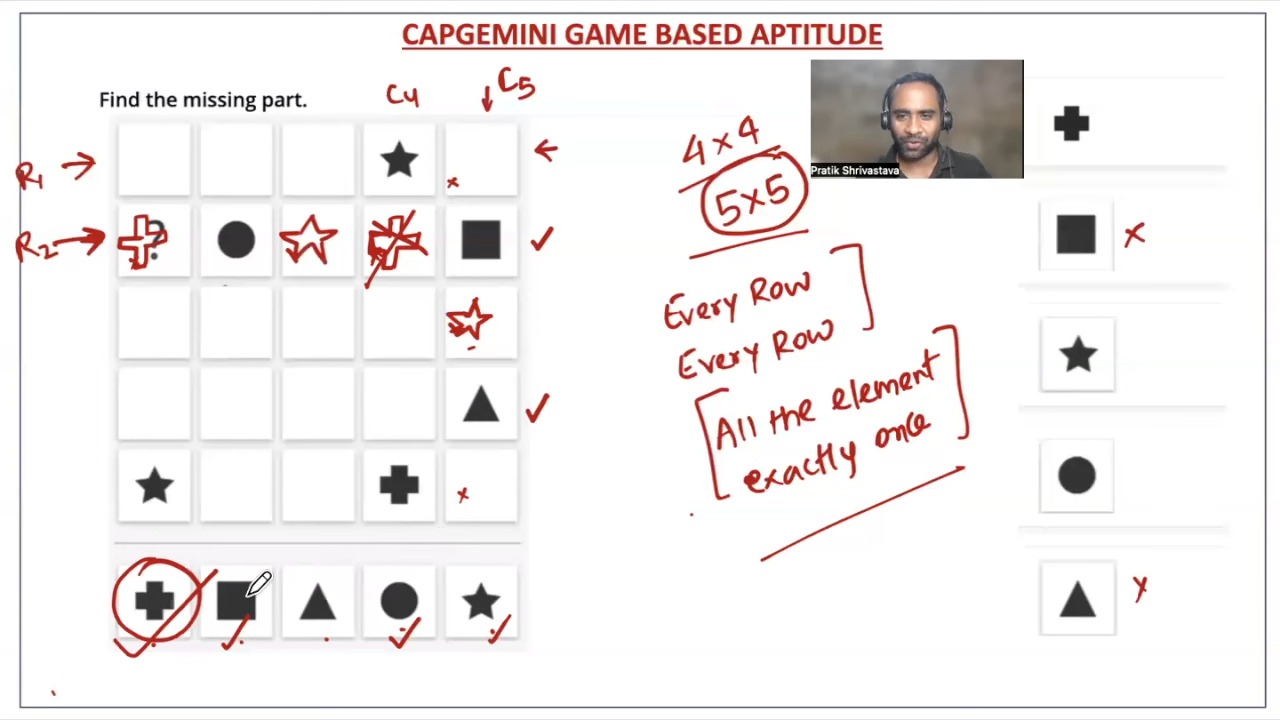 CAPGEMINI GAME BASED APTITUDE
Find the missing part.
C4
C5
R1
R2
?
4×4
5×5
Every Row
Every Row
All the element
exactly once
Pratik Shrivastava